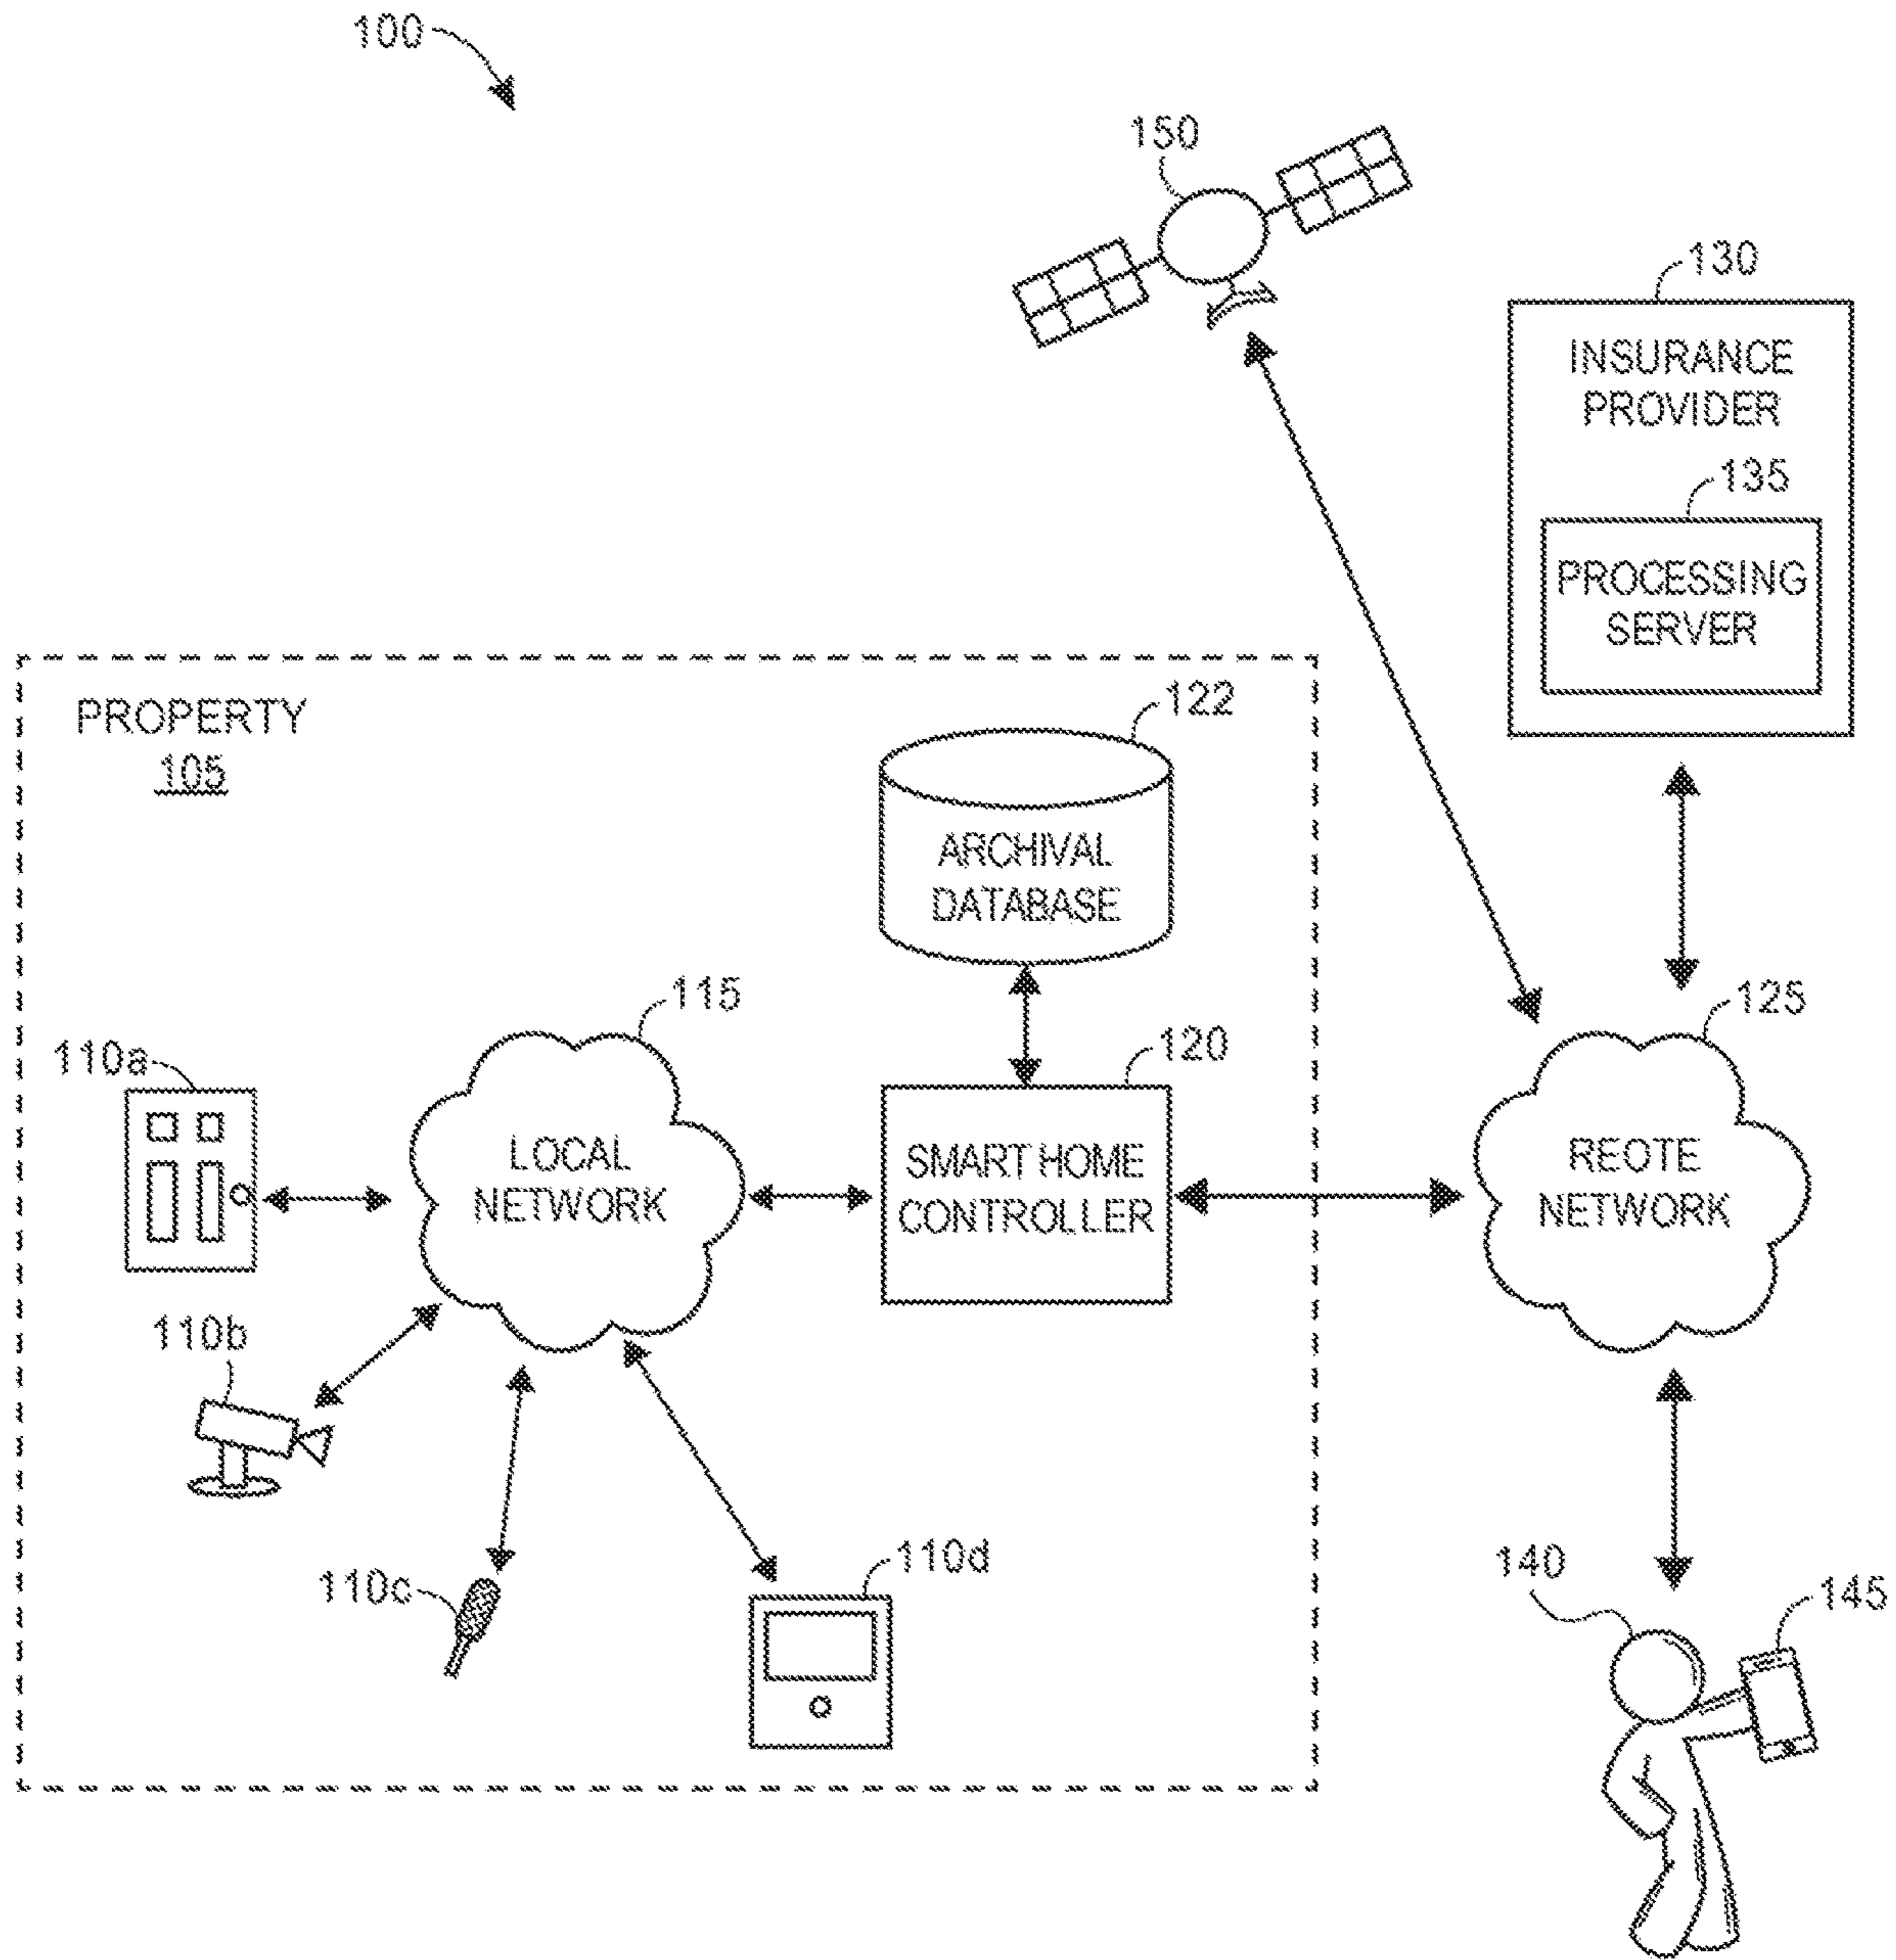 100
150
130
INSURANCE
PROVIDER
135
PROCESSING
SERVER
PROPERTY
105
122
ARCHIVAL
DATABASE
115
125
110a
120
LOCAL
NETWORK
SMART HOME
CONTROLLER
REOTE
NETWORK
110b
110c
110d
140
145